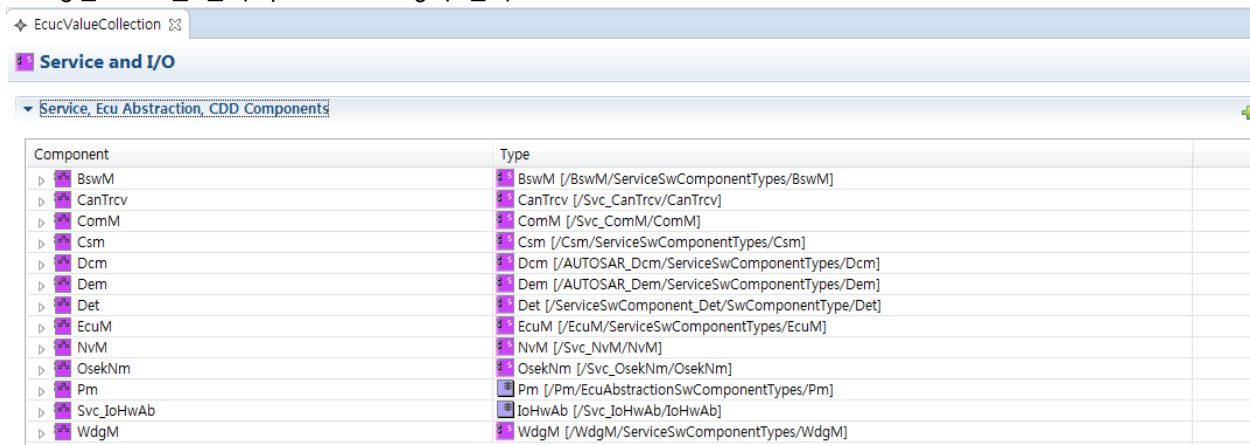 EcucValueCollection
Service and I/O
Service, Ecu Abstraction, CDD Components
Component Type
BswM BswM [/BswM/ServiceSwComponentTypes/BswM]
CanTrcv CanTrcv [/Svc_CanTrcv/CanTrcv]
ComM ComM [/Svc_ComM/ComM]
Csm Csm [/Csm/ServiceSwComponentTypes/Csm]
Dcm Dcm [/AUTOSAR_Dcm/ServiceSwComponentTypes/Dcm]
Dem Dem [/AUTOSAR_Dem/ServiceSwComponentTypes/Dem]
Det Det [/ServiceSwComponent_Det/SwComponentType/Det]
EcuM EcuM [/EcuM/ServiceSwComponentTypes/EcuM]
NvM NvM [/Svc_NvM/NvM]
OsekNm OsekNm [/Svc_OsekNm/OsekNm]
Pm Pm [/Pm/EcuAbstractionSwComponentTypes/Pm]
Svc_IoHwAb IoHwAb [/Svc_IoHwAb/IoHwAb]
WdgM WdgM [/WdgM/ServiceSwComponentTypes/WdgM]